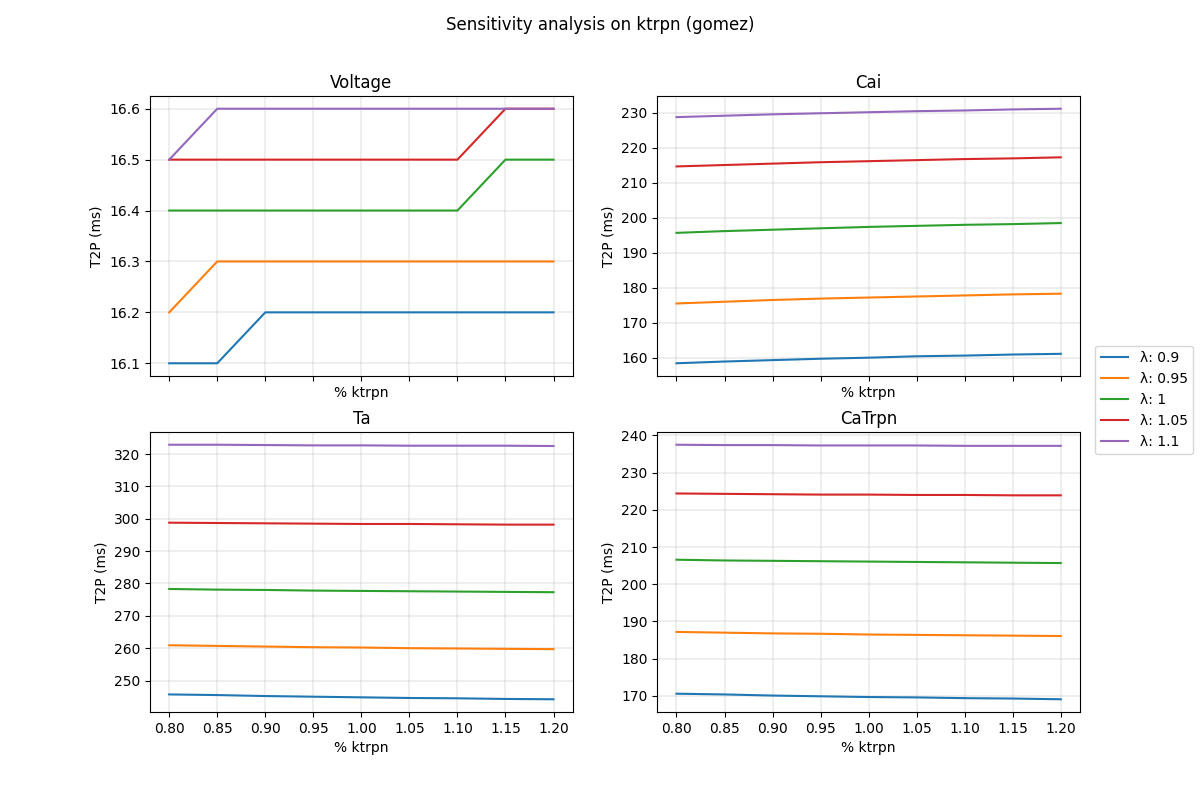 Sensitivity analysis on ktrpn (gomez)
Voltage
16.6
16.5
16.4
16.3
16.2
16.1
T2P (ms)
% ktrpn
Cai
230
220
210
200
190
180
170
160
T2P (ms)
% ktrpn
λ: 0.9
λ: 0.95
λ: 1
λ: 1.05
λ: 1.1
Ta
320
310
300
290
280
270
260
250
T2P (ms)
0.80 0.85 0.90 0.95 1.00 1.05 1.10 1.15 1.20
% ktrpn
CaTrpn
240
230
220
210
200
190
180
170
T2P (ms)
0.80 0.85 0.90 0.95 1.00 1.05 1.10 1.15 1.20
% ktrpn